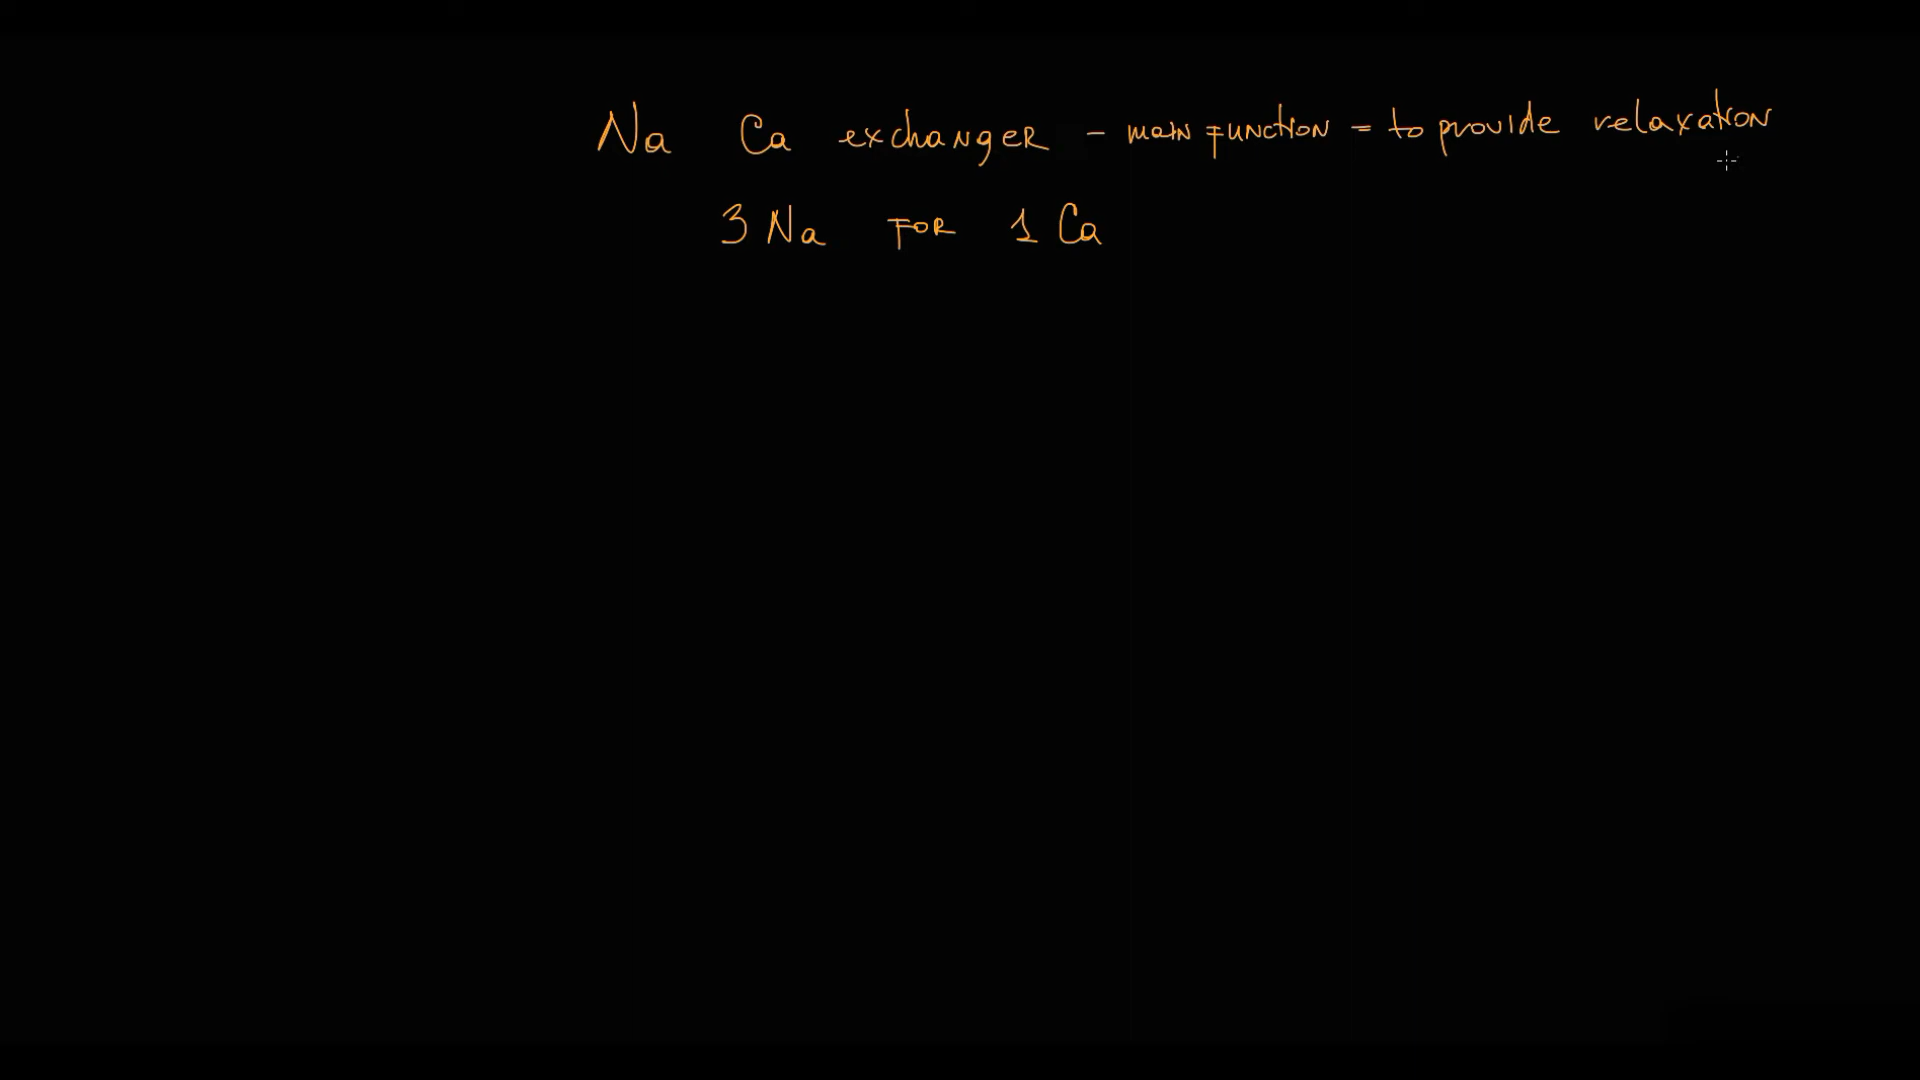 Na Ca exchanger - main function = to provide relaxation
3 Na FOR 1 Ca